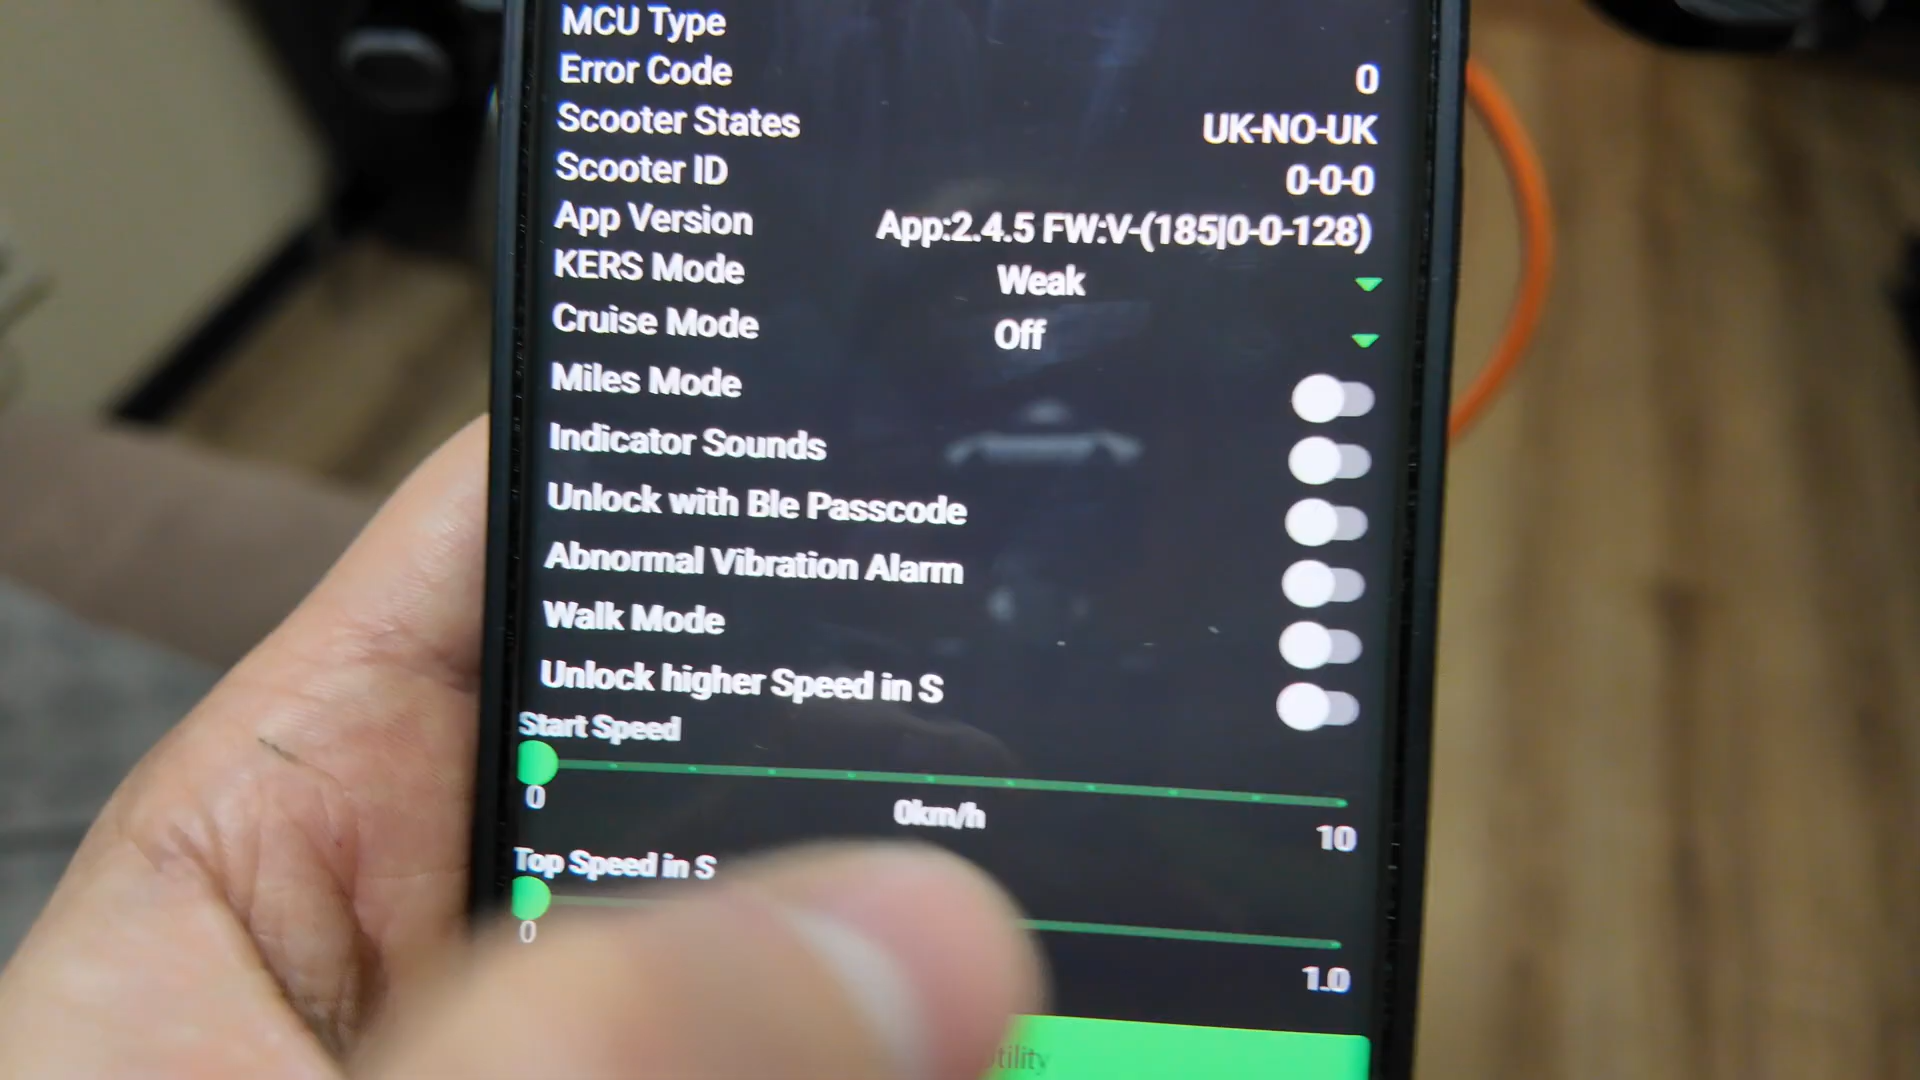 MCU Type
Error Code 0
Scooter States UK-NO-UK
Scooter ID 0-0-0
App Version App:2.4.5 FW:V-(185|0-0-128)
KERS Mode Weak
Cruise Mode Off
Miles Mode
Indicator Sounds
Unlock with Ble Passcode
Abnormal Vibration Alarm
Walk Mode
Unlock higher Speed in S
Start Speed
0 0km/h 10
Top Speed in S
0 1.0